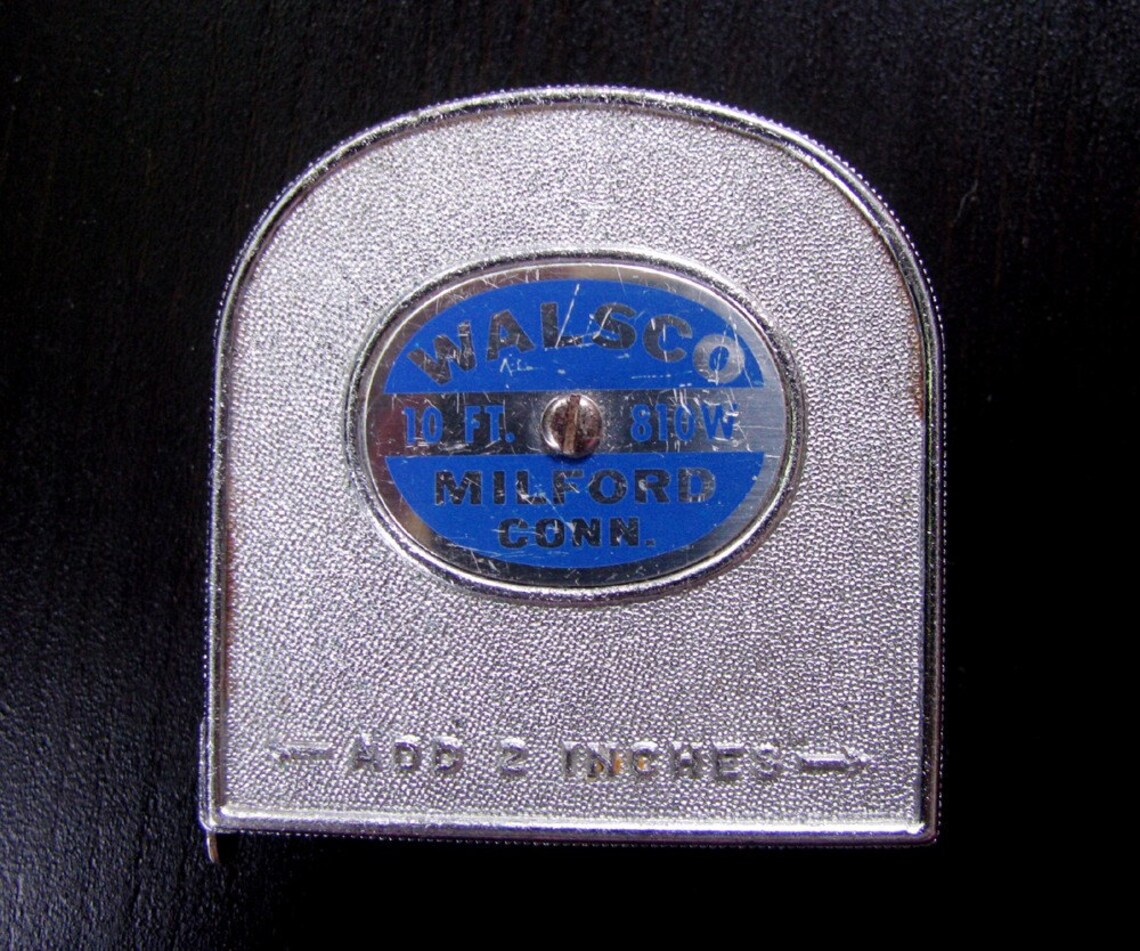 WALSCO
10 FT. 810W
MILFORD
CONN.
ADD 2 INCHES